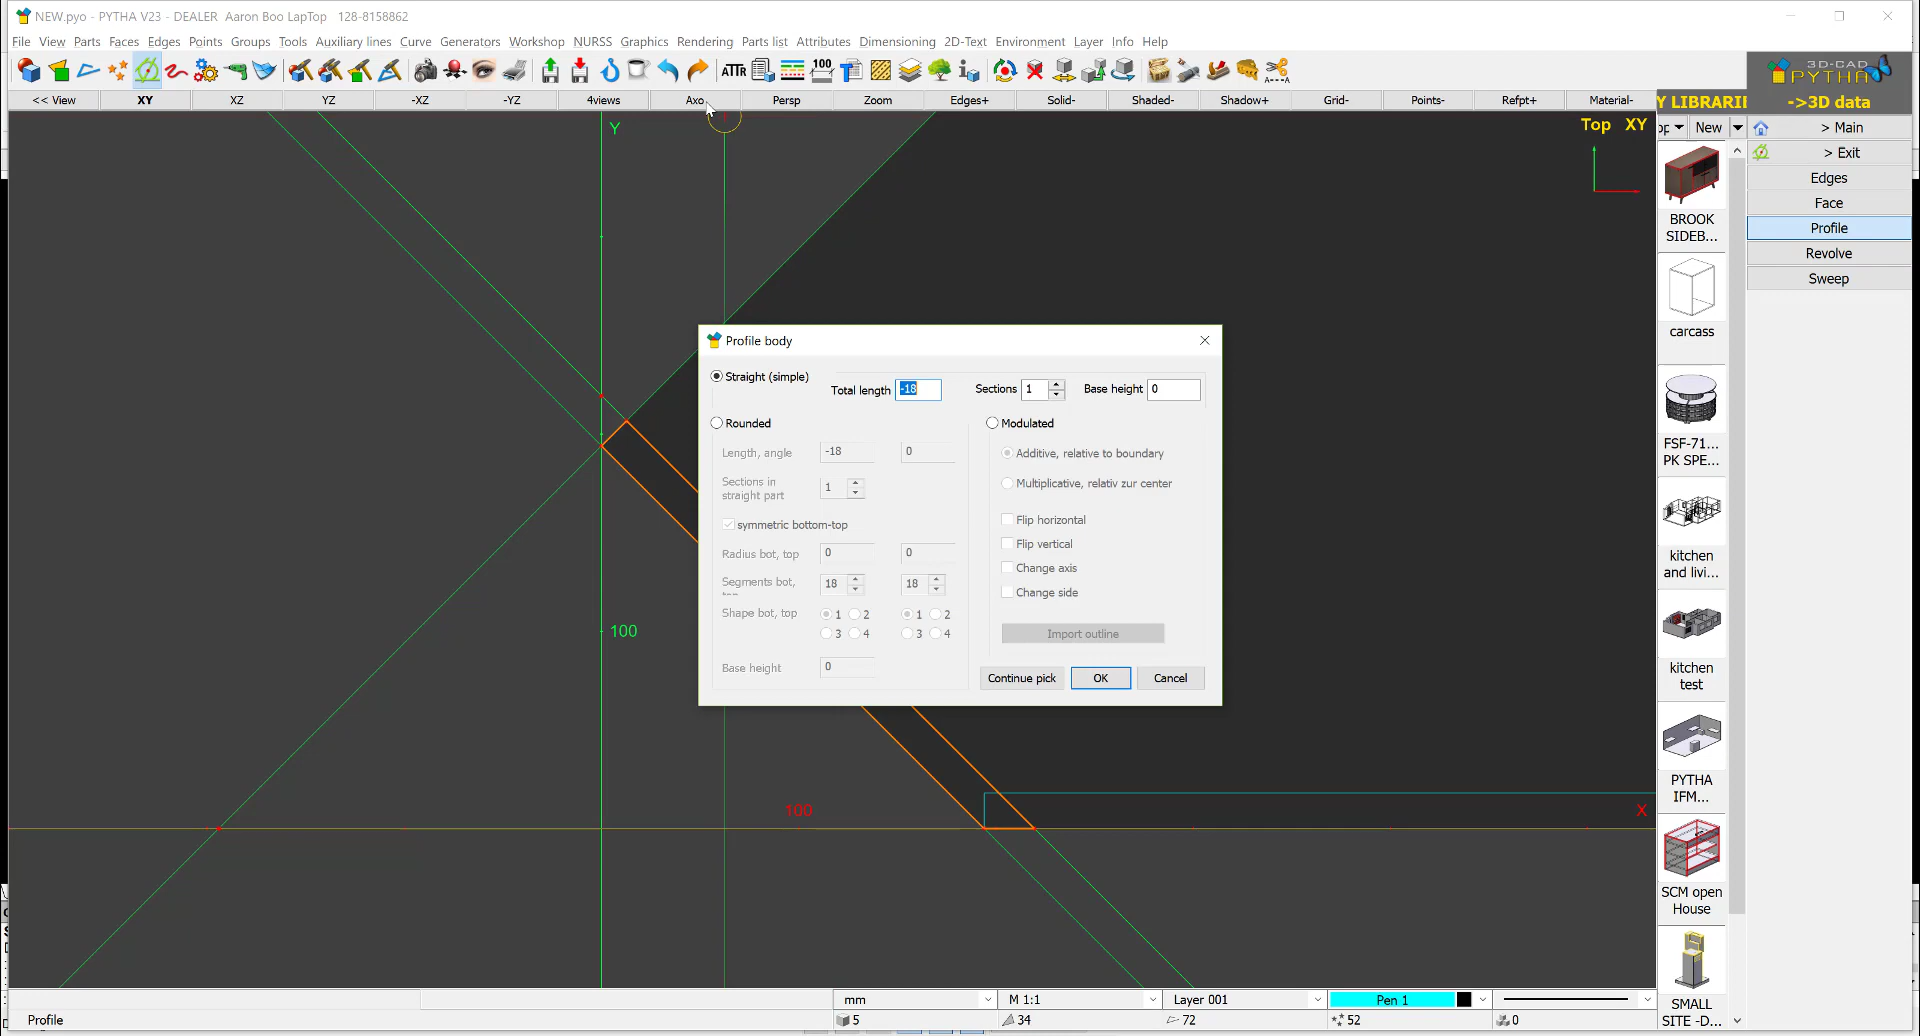 NEW.pyo - PYTHA V23 - DEALER Aaron Boo LapTop 128-8158862
File View Parts Faces Edges Points Groups Tools Auxiliary lines Curve Generators Workshop NURSS Graphics Rendering Parts list Attributes Dimensioning 2D-Text Environment Layer Info Help
ATTR 100 A---A
3D-CAD
PYTHA
<< View XY XZ YZ -XZ -YZ 4views Axo Persp Zoom Edges+ Solid- Shaded- Shadow+ Grid- Points- Refpt+ Material-
->3D data
Top XY
Y
New
> Main
> Exit
Edges
Face
Profile
Revolve
Sweep
BROOK
SIDEB...
carcass
FSF-71...
PK SPE...
kitchen
and livi...
kitchen
test
PYTHA
IFM...
SCM open
House
SMALL
SITE -D...
Profile body
Straight (simple)
Total length -18 Sections 1 Base height 0
Rounded
Length, angle -18 0
Sections in
straight part 1
symmetric bottom-top
Radius bot, top 0 0
Segments bot, 18 18
Shape bot, top 1 2 1 2
3 4 3 4
Base height 0
Modulated
Additive, relative to boundary
Multiplicative, relativ zur center
Flip horizontal
Flip vertical
Change axis
Change side
Import outline
Continue pick OK Cancel
100
100
X
mm M 1:1 Layer 001 Pen 1
Profile 5 34 72 52 0